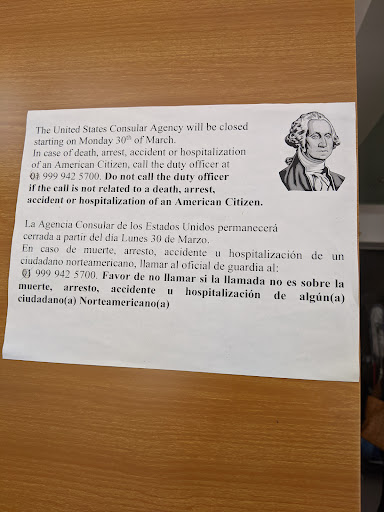 The United States Consular Agency will be closed
starting on Monday 30th of March.
In case of death, arrest, accident or hospitalization
of an American Citizen, call the duty officer at
999 942 5700. Do not call the duty officer
if the call is not related to a death, arrest,
accident or hospitalization of an American Citizen.
La Agencia Consular de los Estados Unidos permanecerá
cerrada a partir del día Lunes 30 de Marzo.
En caso de muerte, arresto, accidente u hospitalización de un
ciudadano norteamericano, llamar al oficial de guardia al:
999 942 5700. Favor de no llamar si la llamada no es sobre la
muerte, arresto, accidente u hospitalización de algún(a)
ciudadano(a) Norteamericano(a)